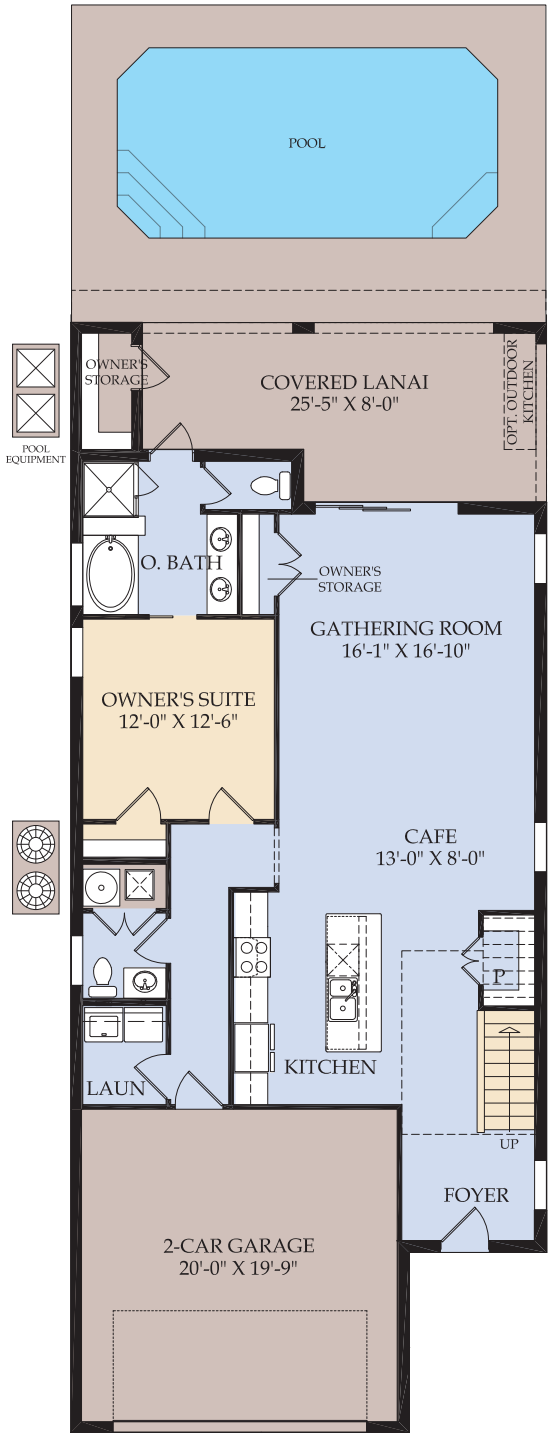 POOL
OWNER'S
STORAGE
COVERED LANAI
25'-5" X 8'-0"
OPT. OUTDOOR
KITCHEN
POOL
EQUIPMENT
O. BATH
OWNER'S
STORAGE
GATHERING ROOM
16'-1" X 16'-10"
OWNER'S SUITE
12'-0" X 12'-6"
CAFE
13'-0" X 8'-0"
P
KITCHEN
LAUN
UP
FOYER
2-CAR GARAGE
20'-0" X 19'-9"